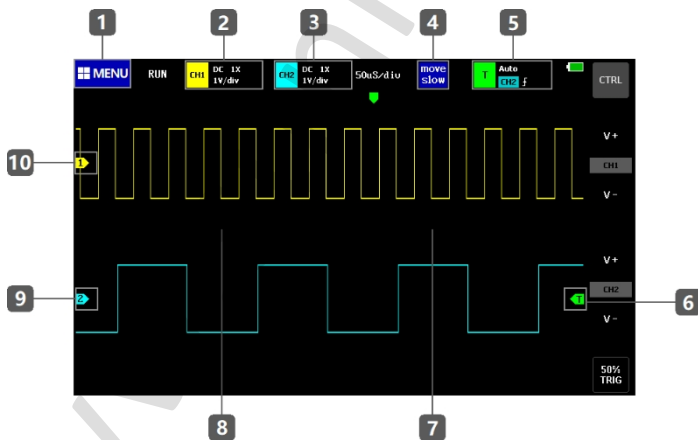 1
2
3
4
5
MENU
RUN
CH1 DC 1X
1V/div
CH2 DC 1X
1V/div
50uS/div
move
slow
T Auto
CH2
CTRL
V+
10
1
CH1
V-
V+
9
2
T
CH2
6
V-
50%
TRIG
8
7